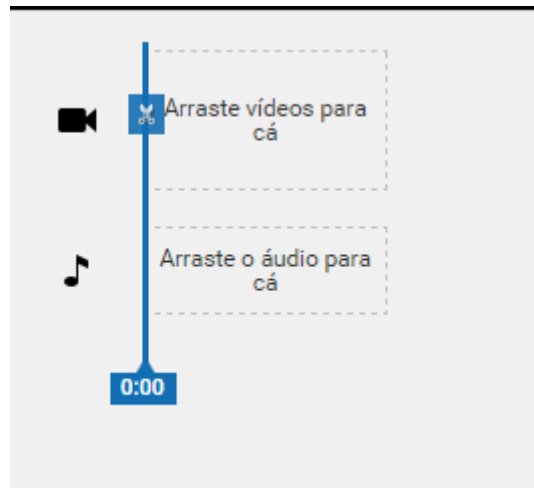 Arraste vídeos para
cá
Arraste o áudio para
cá
0:00